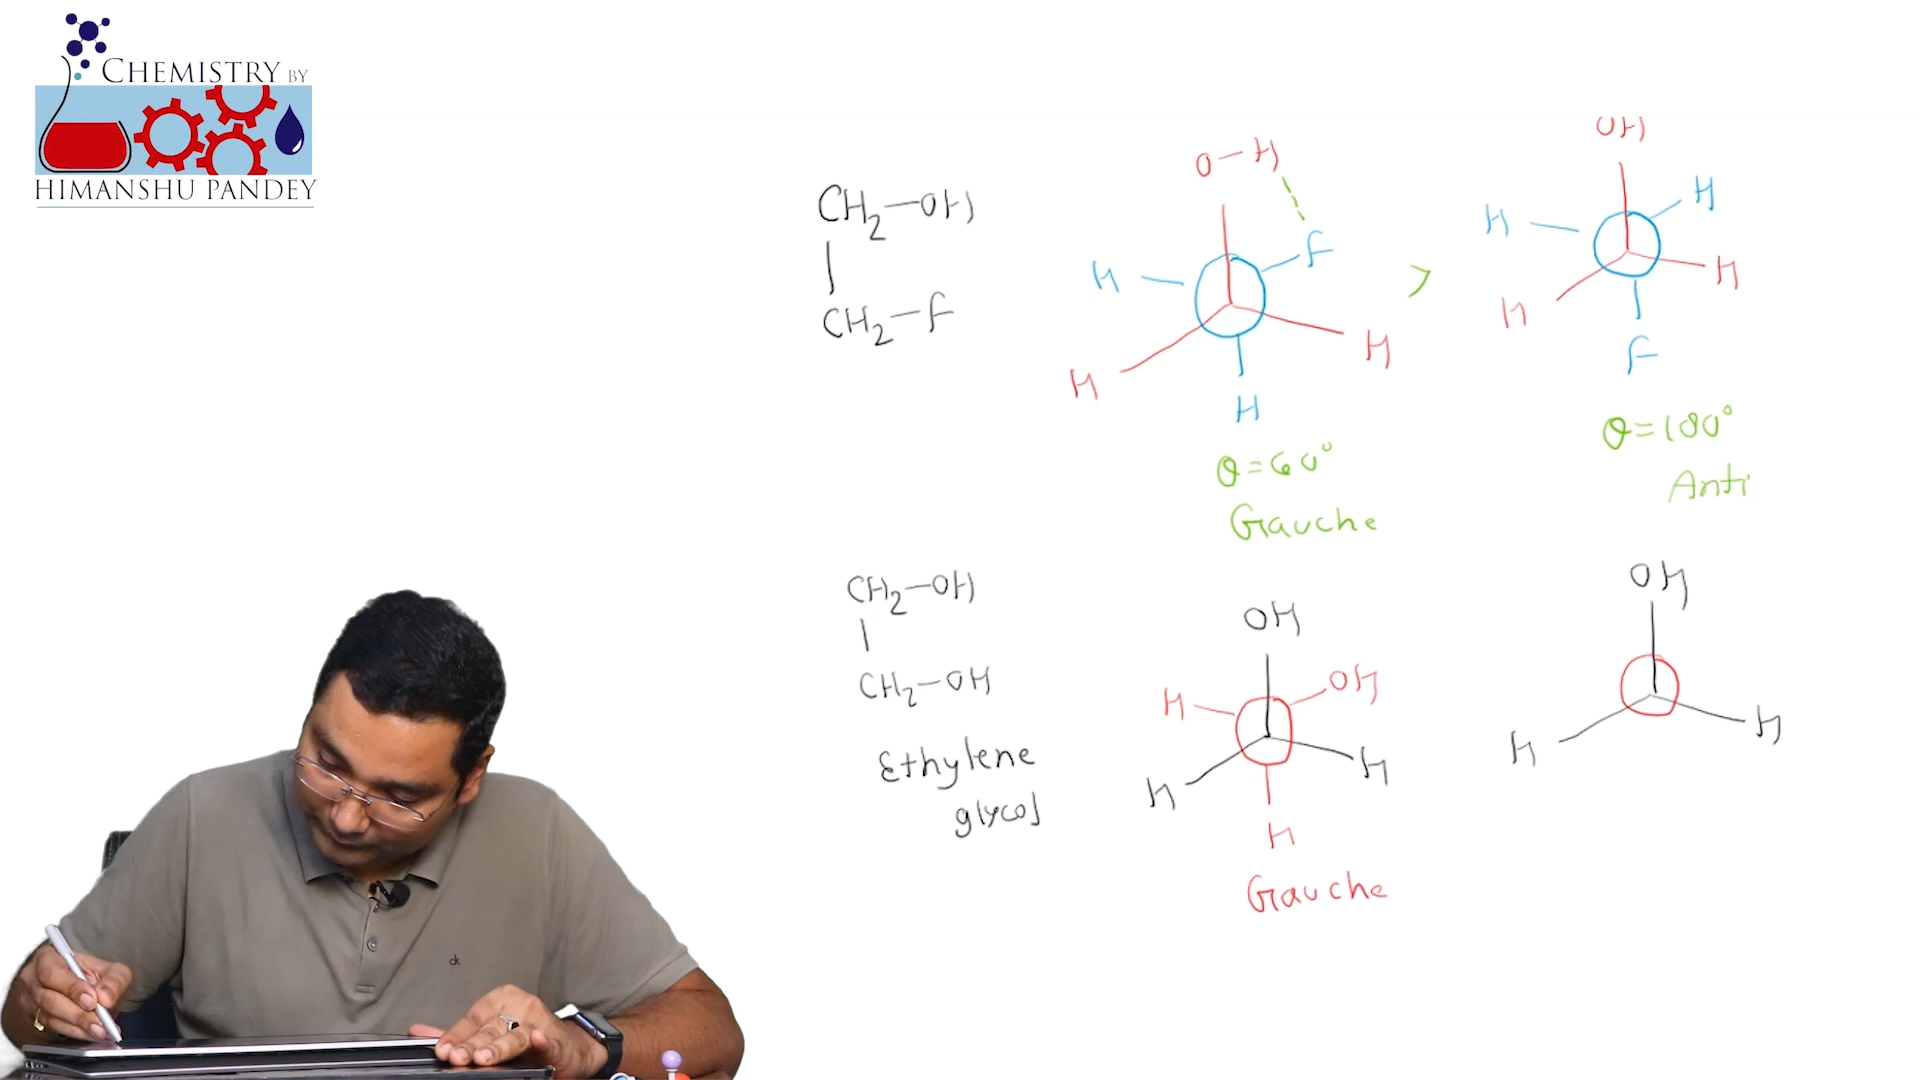 CHEMISTRY BY
HIMANSHU PANDEY
CH2-OH
CH2-F
O-H
H
F
H
H
H
θ=60°
Gauche
>
OH
H
H
H
H
F
θ=180°
Anti
CH2-OH
CH2-OH
Ethylene
glycol
OH
H
OH
H
H
H
Gauche
OH
H
H
dk